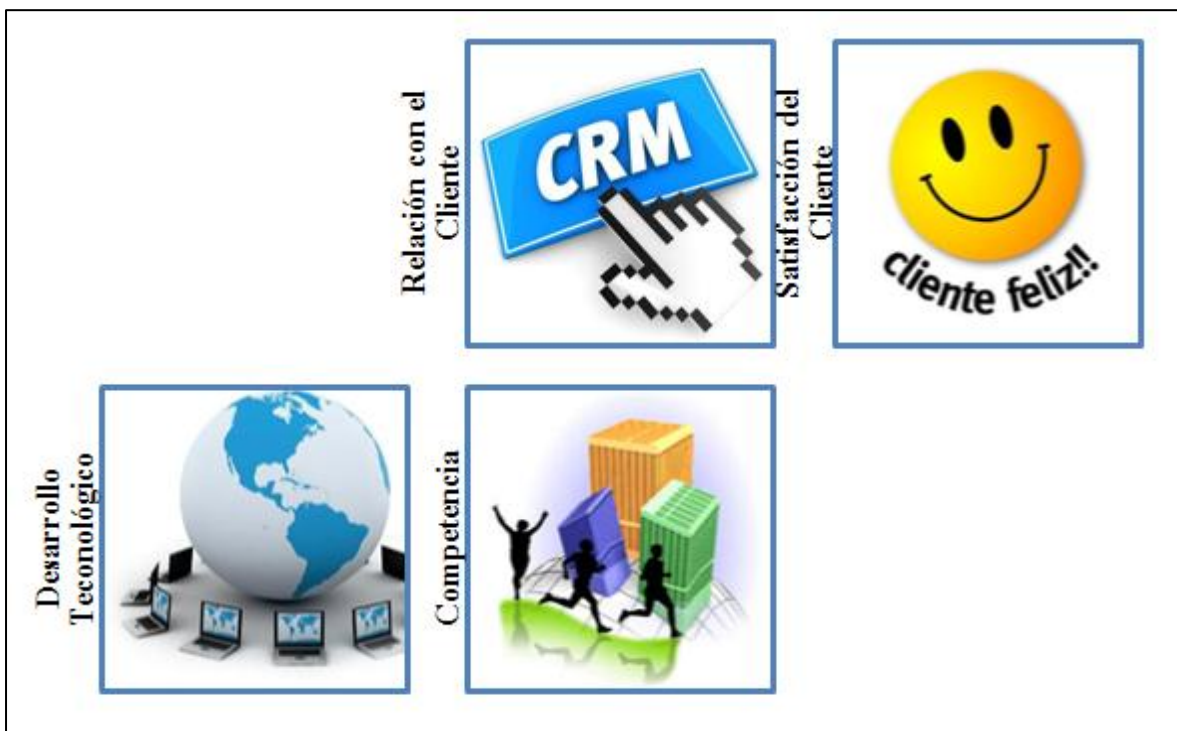 Relación con el
Cliente
CRM
Satisfacción del
Cliente
cliente feliz!!
Desarrollo
Teconológico
Competencia